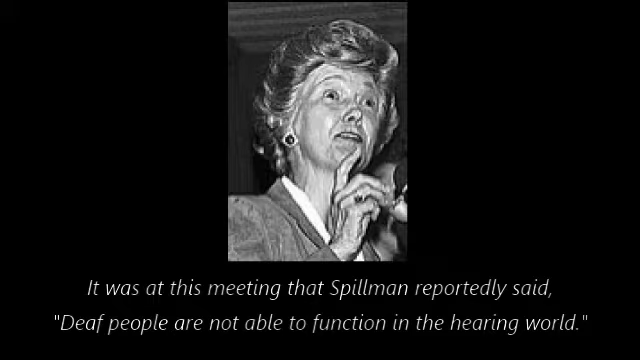 It was at this meeting that Spillman reportedly said,
"Deaf people are not able to function in the hearing world."